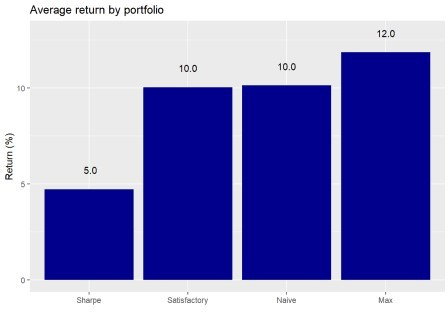 Average return by portfolio
12.0
10.0
10.0
10
5.0
5
0
Return (%)
Sharpe
Satisfactory
Naive
Max